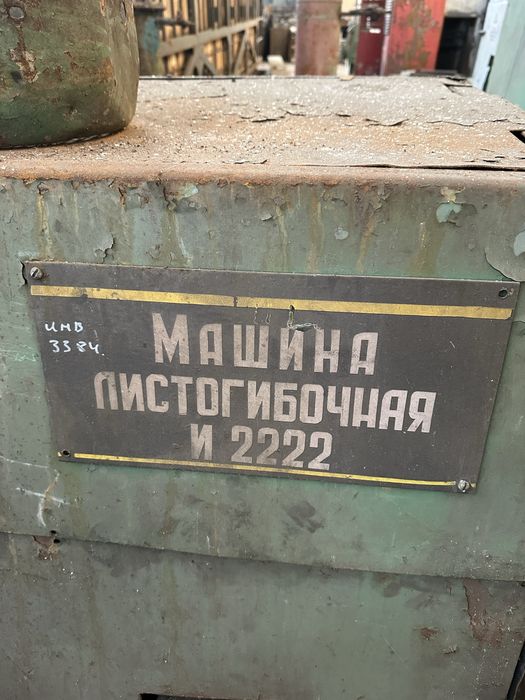 ИНВ
3384.
МАШИНА
ЛИСТОГИБОЧНАЯ
И 2222